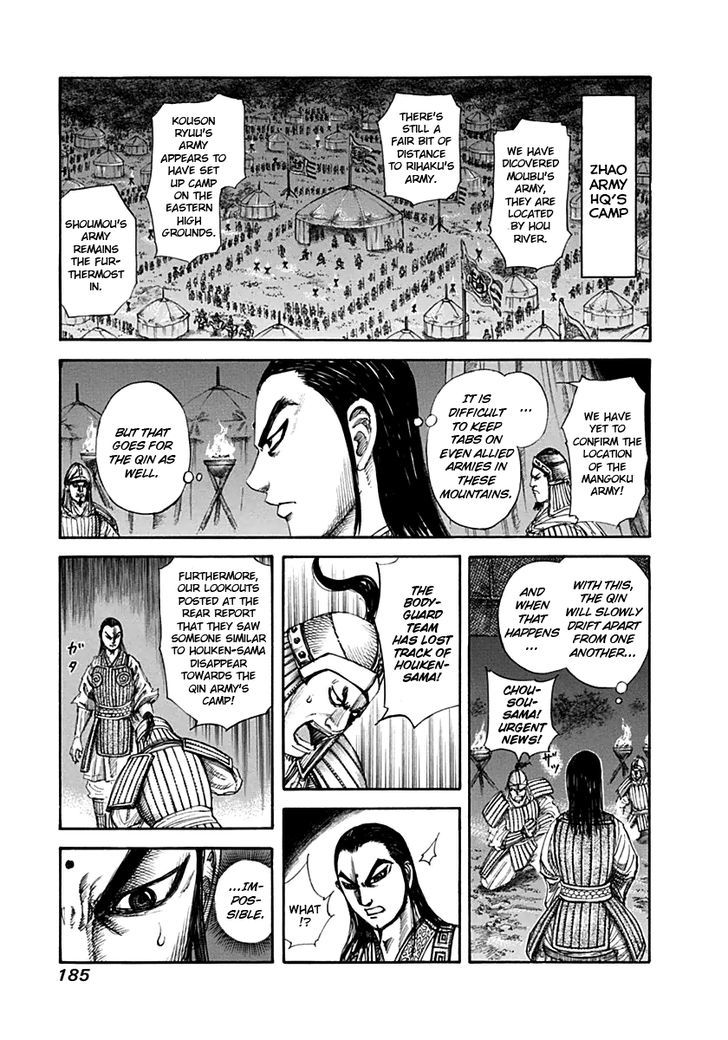 ZHAO
ARMY
HQ'S
CAMP
WE HAVE
DICOVERED
MOUBU'S
ARMY,
THEY ARE
LOCATED
BY HOU
RIVER.
THERE'S
STILL A
FAIR BIT
OF
DISTANCE
TO
RIHAKU'S
ARMY.
KOUSON
RYUU'S
ARMY
APPEARS TO
HAVE SET
UP CAMP
ON THE
EASTERN
HIGH
GROUNDS.
SHOUMOU'S
ARMY
REMAINS
THE FUR-
THERMOST
IN.
WE HAVE
YET TO
CONFIRM THE
LOCATION
OF THE
MANGOKU
ARMY!
...
IT IS
DIFFICULT
TO KEEP
TABS ON
EVEN ALLIED
ARMIES IN
THESE
MOUNTAINS.
BUT THAT
GOES FOR
THE QIN
AS WELL.
WITH THIS,
THE QIN
WILL SLOWLY
DRIFT APART
FROM ONE
ANOTHER...
AND
WHEN
THAT
HAPPENS
...
CHOU-
SOU-
SAMA!
URGENT
NEWS!
THE
BODY-
GUARD
TEAM
HAS LOST
TRACK OF
HOUKEN-
SAMA!
FURTHERMORE,
OUR LOOKOUTS
POSTED AT THE
REAR REPORT
THAT THEY SAW
SOMEONE SIMILAR
TO HOUKEN-SAMA
DISAPPEAR
TOWARDS THE
QIN ARMY'S
CAMP!
ガタ
WHAT
!?
...IM-
POS-
SIBLE.
185